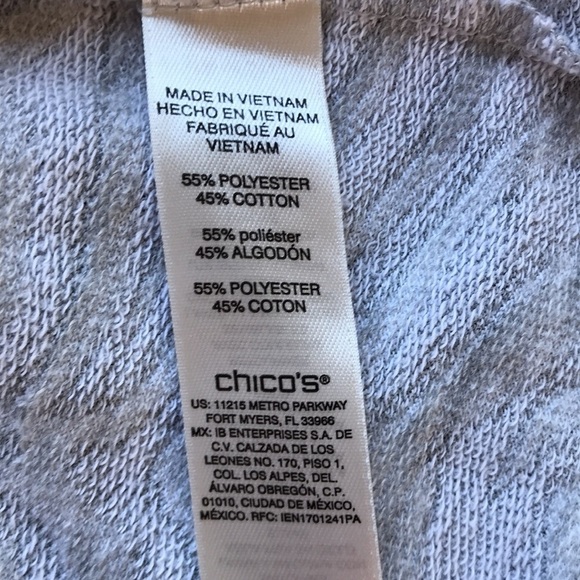 MADE IN VIETNAM
HECHO EN VIETNAM
FABRIQUÉ AU
VIETNAM
55% POLYESTER
45% COTTON
55% poliéster
45% ALGODÓN
55% POLYESTER
45% COTON
chico's®
US: 11215 METRO PARKWAY
FORT MYERS, FL 33966
MX: IB ENTERPRISES S.A. DE
C.V. CALZADA DE LOS
LEONES NO. 170, PISO 1,
COL. LOS ALPES, DEL.
ÁLVARO OBREGÓN, C.P.
01010, CIUDAD DE MÉXICO,
MÉXICO. RFC: IEN1701241PA